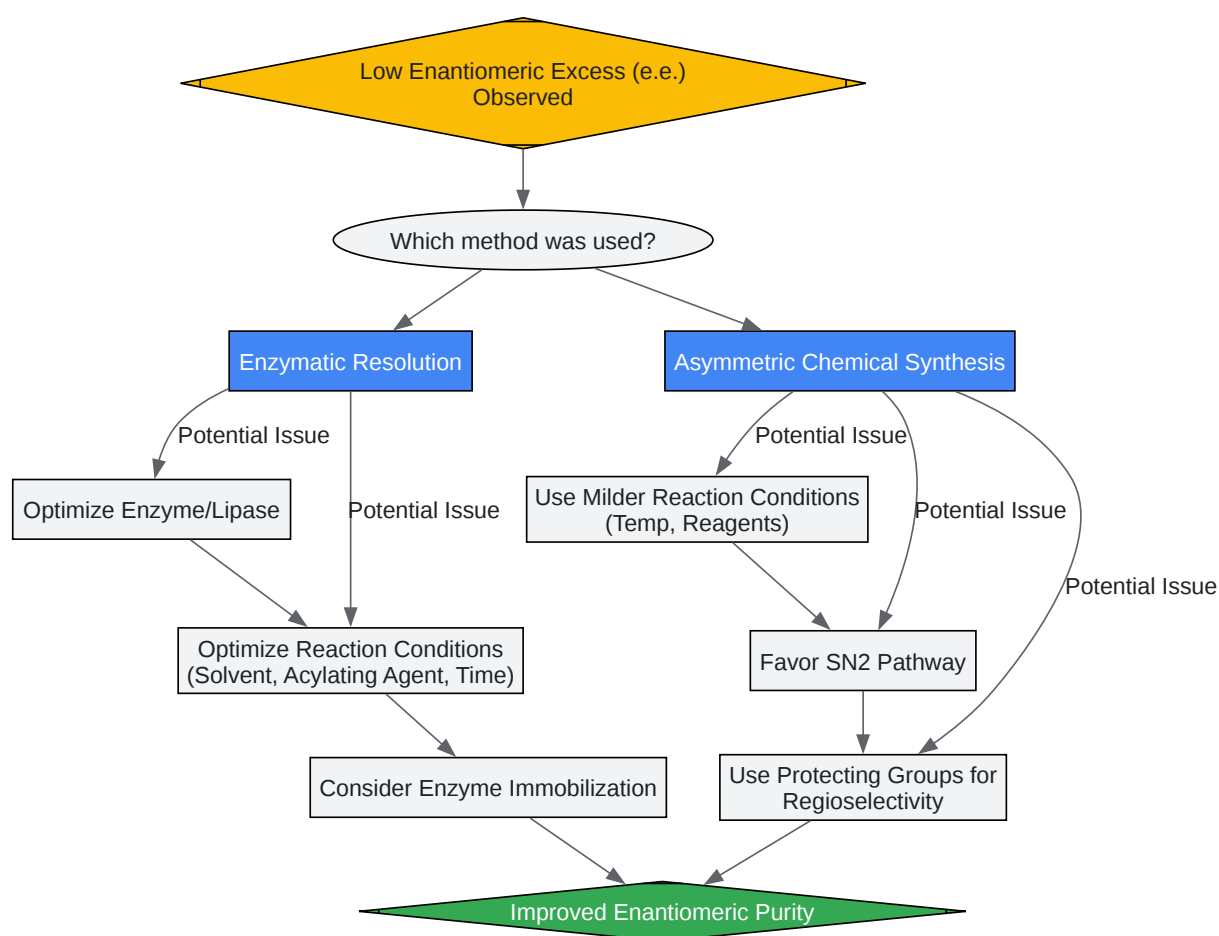 Low Enantiomeric Excess (e.e.)
Observed
Which method was used?
Enzymatic Resolution
Asymmetric Chemical Synthesis
Potential Issue
Potential Issue
Optimize Enzyme/Lipase
Potential Issue
Use Milder Reaction Conditions
(Temp, Reagents)
Potential Issue
Potential Issue
Optimize Reaction Conditions
(Solvent, Acylating Agent, Time)
Favor SN2 Pathway
Consider Enzyme Immobilization
Use Protecting Groups for
Regioselectivity
Improved Enantiomeric Purity